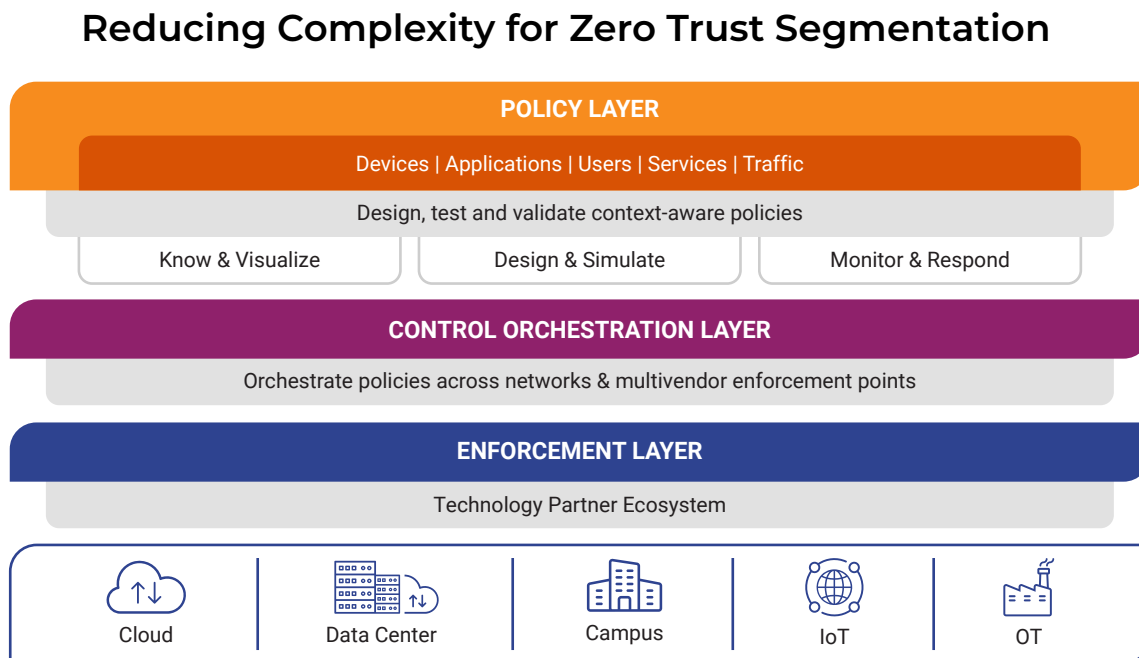 Reducing Complexity for Zero Trust Segmentation
POLICY LAYER
Devices | Applications | Users | Services | Traffic
Design, test and validate context-aware policies
Know & Visualize
Design & Simulate
Monitor & Respond
CONTROL ORCHESTRATION LAYER
Orchestrate policies across networks & multivendor enforcement points
ENFORCEMENT LAYER
Technology Partner Ecosystem
Cloud
Data Center
Campus
IoT
OT